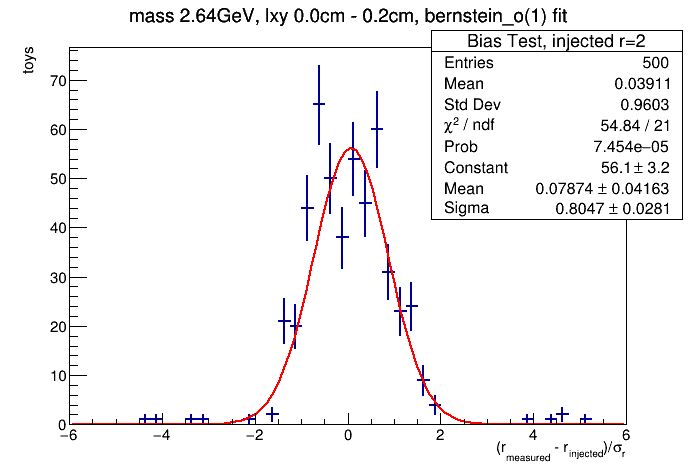 mass 2.64GeV, lxy 0.0cm - 0.2cm, bernstein_o(1) fit
Bias Test, injected r=2
Entries 500
Mean 0.03911
Std Dev 0.9603
χ² / ndf 54.84 / 21
Prob 7.454e−05
Constant 56.1 ± 3.2
Mean 0.07874 ± 0.04163
Sigma 0.8047 ± 0.0281
toys
70
60
50
40
30
20
10
0
−6 −4 −2 0 2 4 6
(r_measured - r_injected)/σ_r